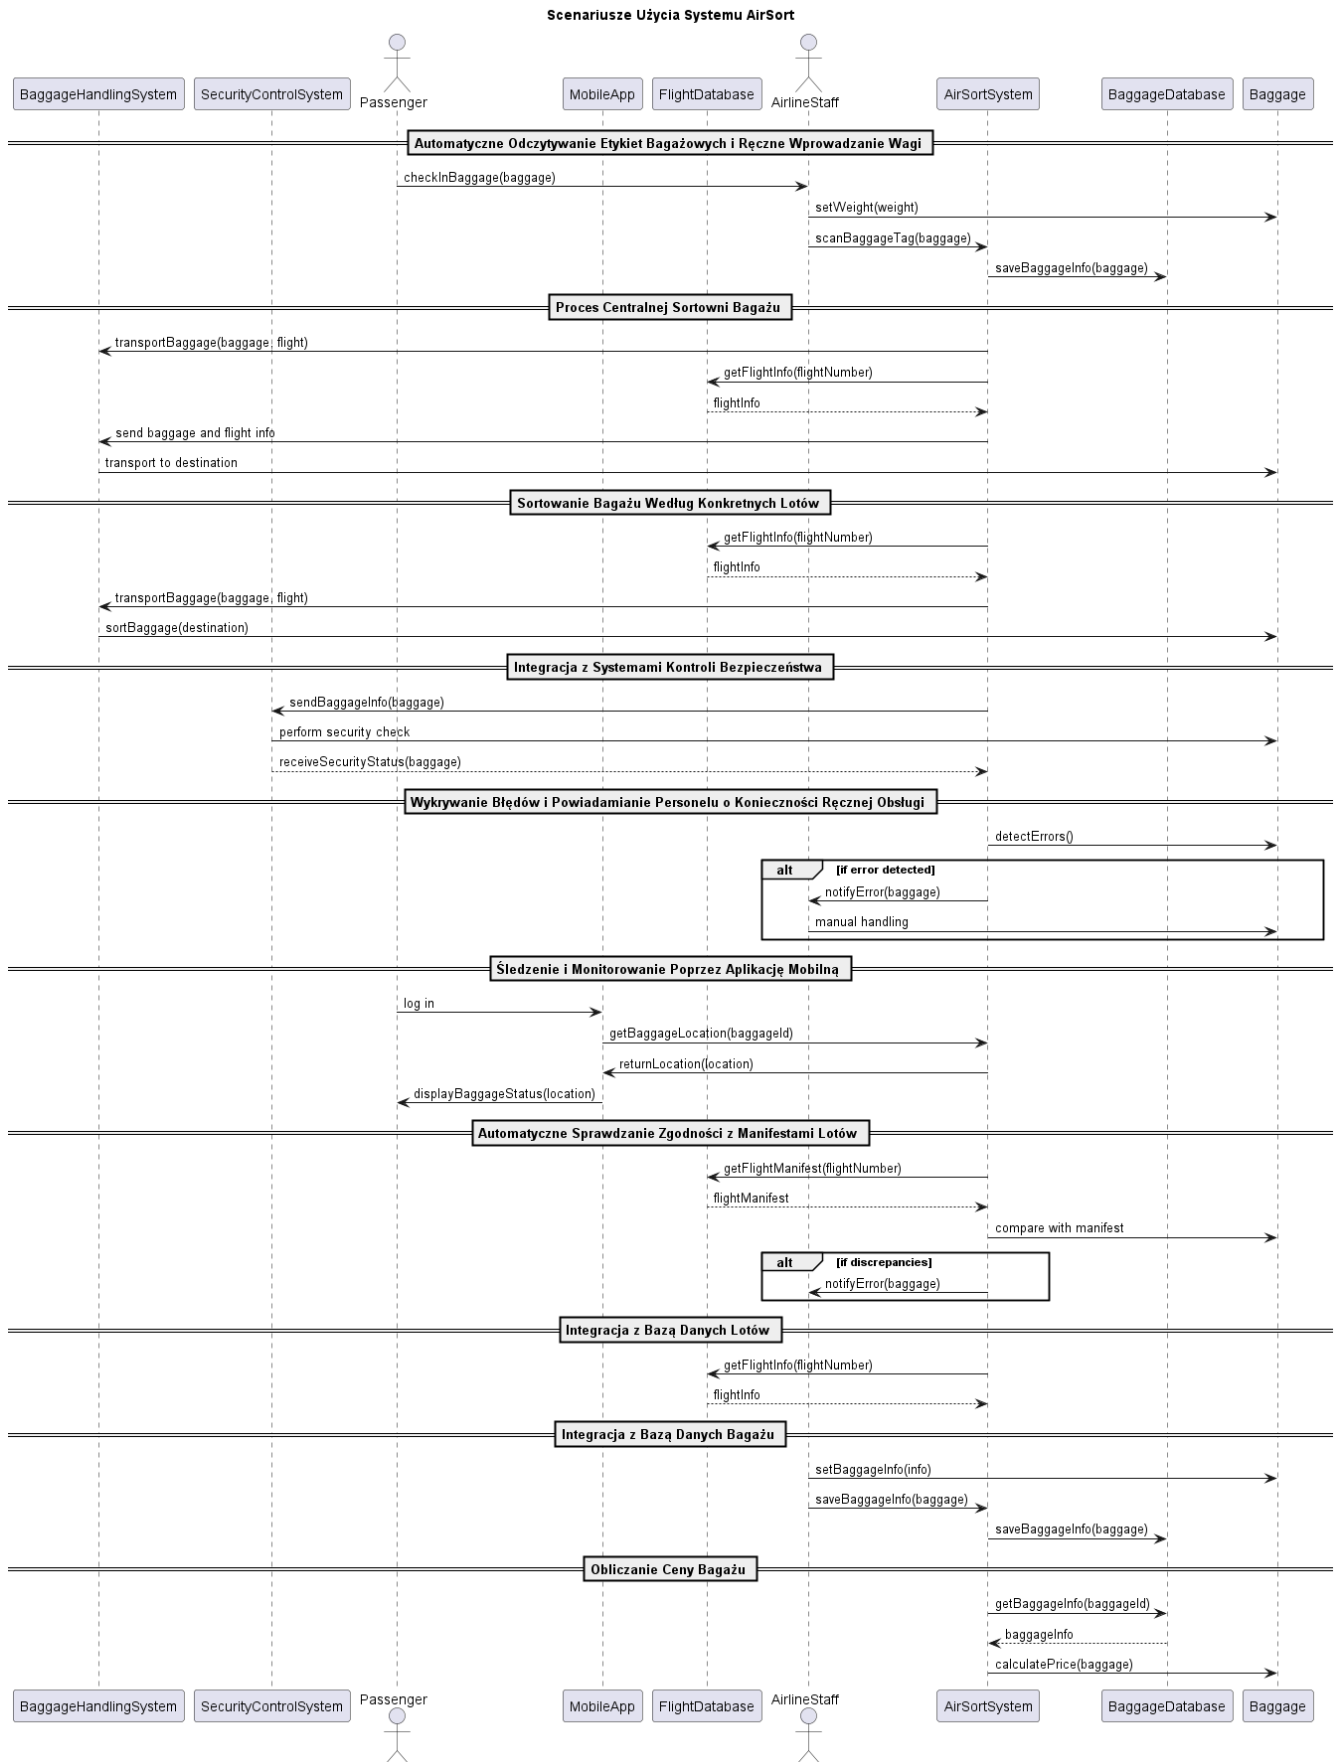 Scenariusze Użycia Systemu AirSort
BaggageHandlingSystem
SecurityControlSystem
Passenger
MobileApp
FlightDatabase
AirlineStaff
AirSortSystem
BaggageDatabase
Baggage
Automatyczne Odczytywanie Etykiet Bagażowych i Ręczne Wprowadzanie Wagi
checkInBaggage(baggage)
setWeight(weight)
scanBaggageTag(baggage)
saveBaggageInfo(baggage)
Proces Centralnej Sortowni Bagażu
transportBaggage(baggage, flight)
getFlightInfo(flightNumber)
flightInfo
send baggage and flight info
transport to destination
Sortowanie Bagażu Według Konkretnych Lotów
getFlightInfo(flightNumber)
flightInfo
transportBaggage(baggage, flight)
sortBaggage(destination)
Integracja z Systemami Kontroli Bezpieczeństwa
sendBaggageInfo(baggage)
perform security check
receiveSecurityStatus(baggage)
Wykrywanie Błędów i Powiadamianie Personelu o Konieczności Ręcznej Obsługi
detectErrors()
alt [if error detected]
notifyError(baggage)
manual handling
Śledzenie i Monitorowanie Poprzez Aplikację Mobilną
log in
getBaggageLocation(baggageId)
returnLocation(location)
displayBaggageStatus(location)
Automatyczne Sprawdzanie Zgodności z Manifestami Lotów
getFlightManifest(flightNumber)
flightManifest
compare with manifest
alt [if discrepancies]
notifyError(baggage)
Integracja z Bazą Danych Lotów
getFlightInfo(flightNumber)
flightInfo
Integracja z Bazą Danych Bagażu
setBaggageInfo(info)
saveBaggageInfo(baggage)
saveBaggageInfo(baggage)
Obliczanie Ceny Bagażu
getBaggageInfo(baggageId)
baggageInfo
calculatePrice(baggage)
BaggageHandlingSystem
SecurityControlSystem
Passenger
MobileApp
FlightDatabase
AirlineStaff
AirSortSystem
BaggageDatabase
Baggage